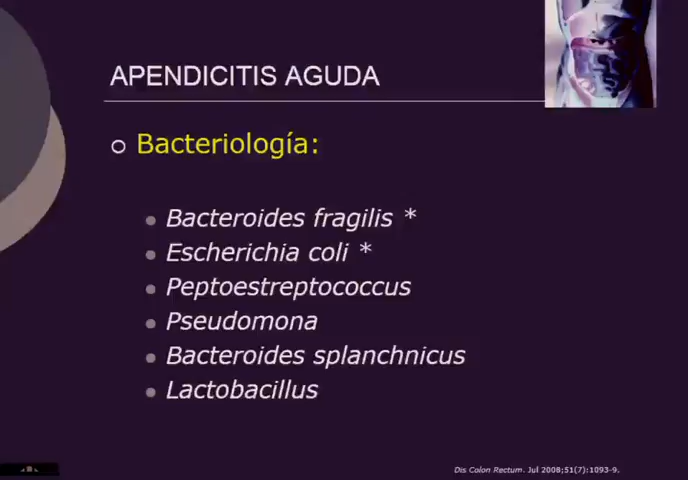 APENDICITIS AGUDA
Bacteriología:
Bacteroides fragilis *
Escherichia coli *
Peptoestreptococcus
Pseudomona
Bacteroides splanchnicus
Lactobacillus
Dis Colon Rectum. Jul 2008;51(7):1093-9.